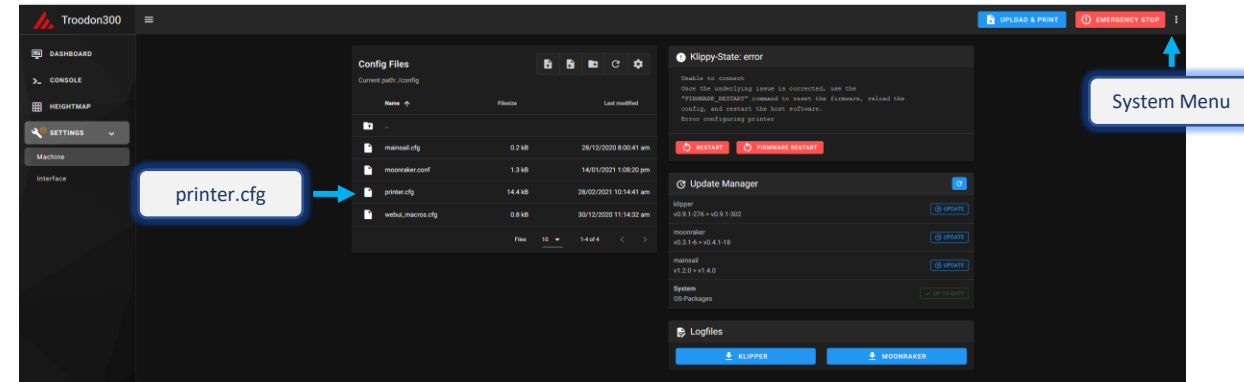 Troodon300
UPLOAD & PRINT
EMERGENCY STOP
System Menu
DASHBOARD
CONSOLE
HEIGHTMAP
SETTINGS
Machine
Interface
Config Files
Current path: /config
Name Filesize Last modified
..
mainsail.cfg 0.2 kB 28/12/2020 8:00:41 am
moonraker.conf 1.3 kB 14/01/2021 1:08:20 pm
printer.cfg 14.4 kB 28/02/2021 10:14:41 am
webui_macros.cfg 0.8 kB 30/12/2020 11:14:32 am
Files 10 1-4 of 4
printer.cfg
Klippy-State: error
Unable to connect
Once the underlying issue is corrected, use the
"FIRMWARE_RESTART" command to reset the firmware, reload the
config, and restart the host software.
Error configuring printer
RESTART
FIRMWARE RESTART
Update Manager
klipper
v0.9.1-276 > v0.9.1-302
UPDATE
moonraker
v0.3.1-6 > v0.4.1-18
UPDATE
mainsail
v1.2.0 > v1.4.0
UPDATE
System
OS-Packages
UP-TO-DATE
Logfiles
KLIPPER
MOONRAKER